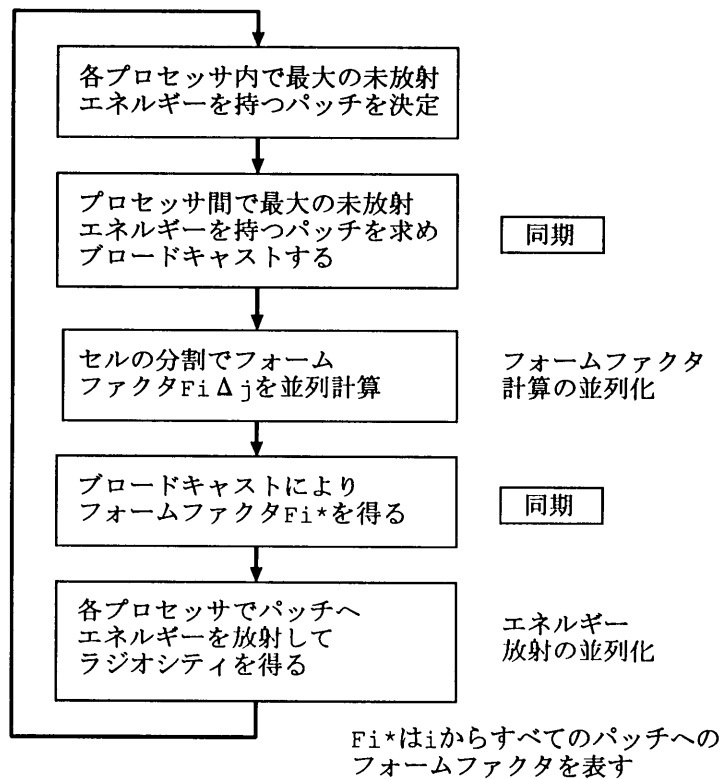 各プロセッサ内で最大の未放射
エネルギーを持つパッチを決定
プロセッサ間で最大の未放射
エネルギーを持つパッチを求め
ブロードキャストする
同期
セルの分割でフォーム
ファクタFiΔjを並列計算
フォームファクタ
計算の並列化
ブロードキャストにより
フォームファクタFi*を得る
同期
各プロセッサでパッチへ
エネルギーを放射して
ラジオシティを得る
エネルギー
放射の並列化
Fi*はiからすべてのパッチへの
フォームファクタを表す